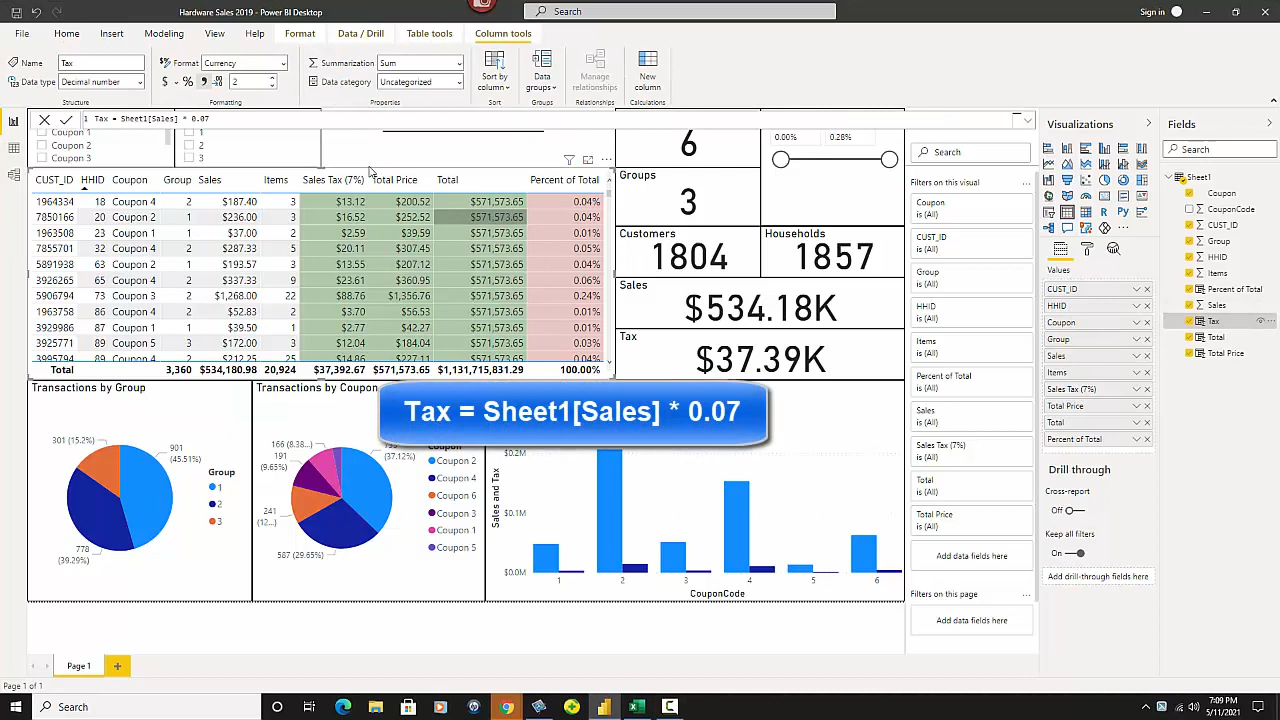 Hardware Sales 2019 - Power BI Desktop
Search
Sign in
File Home Insert Modeling View Help Format Data / Drill Table tools Column tools
Name Tax
Format Currency
Summarization Sum
Data type Decimal number
$ % 9 2
Data category Uncategorized
Sort by column
Data groups
Manage relationships
New column
Structure Formatting Properties Sort Groups Relationships Calculations
1 Tax = Sheet1[Sales] * 0.07
Coupon 1
Coupon 2
Coupon 3
1
2
3
6
0.00% 0.28%
Groups
3
CUST_ID HHID Coupon Group Sales Items Sales Tax (7%) Total Price Total Percent of Total
1964334 18 Coupon 4 2 $187.40 3 $13.12 $200.52 $571,573.65 0.04%
7850166 20 Coupon 1 2 $236.00 3 $16.52 $252.52 $571,573.65 0.04%
1963508 23 Coupon 2 1 $37.00 2 $2.59 $39.59 $571,573.65 0.01%
7855701 32 Coupon 4 2 $287.33 5 $20.11 $307.45 $571,573.65 0.05%
5891938 63 Coupon 2 1 $193.57 3 $13.55 $207.12 $571,573.65 0.04%
3926265 65 Coupon 4 2 $337.33 9 $23.61 $360.95 $571,573.65 0.06%
5906794 73 Coupon 3 2 $1,268.00 22 $88.76 $1,356.76 $571,573.65 0.24%
1963758 86 Coupon 4 2 $52.83 2 $3.70 $56.53 $571,573.65 0.01%
3929986 87 Coupon 1 1 $39.50 1 $2.77 $42.27 $571,573.65 0.01%
3925638 89 Coupon 5 3 $172.00 3 $12.04 $184.04 $571,573.65 0.03%
3995794 89 Coupon 4 2 $212.25 25 $14.86 $227.11 $571,573.65 0.04%
Total 3,360 $534,180.98 20,924 $37,392.67 $571,573.65 $1,131,715,831.29 100.00%
Customers
1804
Households
1857
Sales
$534.18K
Tax
$37.39K
Tax = Sheet1[Sales] * 0.07
Transactions by Group
301 (15.2%)
901 (45.51%)
778 (39.29%)
Group
1
2
3
Transactions by Coupon
166 (8.38...)
191 (9.65%)
241 (12...)
587 (29.65%)
(37.12%)
Coupon 2
Coupon 4
Coupon 6
Coupon 3
Coupon 1
Coupon 5
Sales and Tax
$0.2M
$0.1M
$0.0M
1 2 3 4 5 6
CouponCode
Search
Filters on this visual ...
Coupon
is (All)
CUST_ID
is (All)
Group
is (All)
HHID
is (All)
Items
is (All)
Percent of Total
is (All)
Sales
is (All)
Sales Tax (7%)
is (All)
Total
is (All)
Total Price
is (All)
Add data fields here
Filters on this page ...
Add data fields here
Visualizations
Values
CUST_ID
HHID
Coupon
Group
Sales
Items
Sales Tax (7%)
Total Price
Total
Percent of Total
Drill through
Cross-report
Off
Keep all filters
On
Add drill-through fields here
Fields
Search
Sheet1
Coupon
CouponCode
CUST_ID
Group
HHID
Items
Percent of Total
Sales
Tax
Total
Total Price
Page 1
Page 1 of 1
Search
7:09 PM
5/11/2021